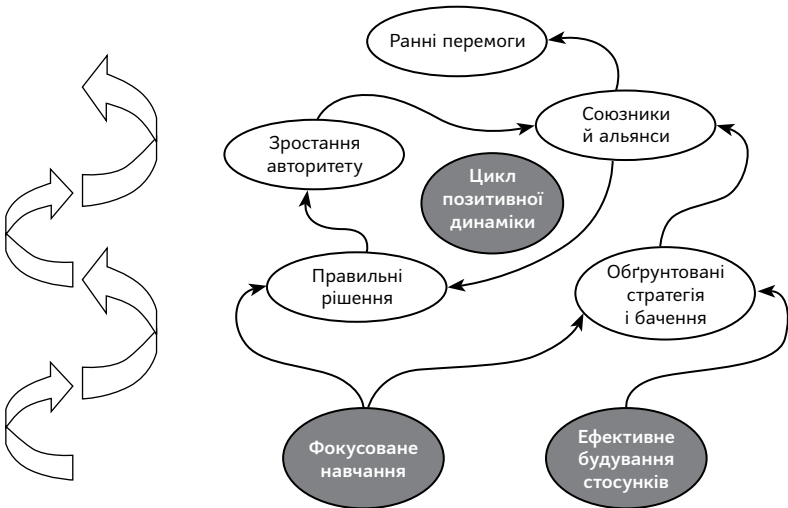 Ранні перемоги
Союзники
й альянси
Зростання
авторитету
Цикл
позитивної
динаміки
Правильні
рішення
Обґрунтовані
стратегія
і бачення
Фокусоване
навчання
Ефективне
будування
стосунків